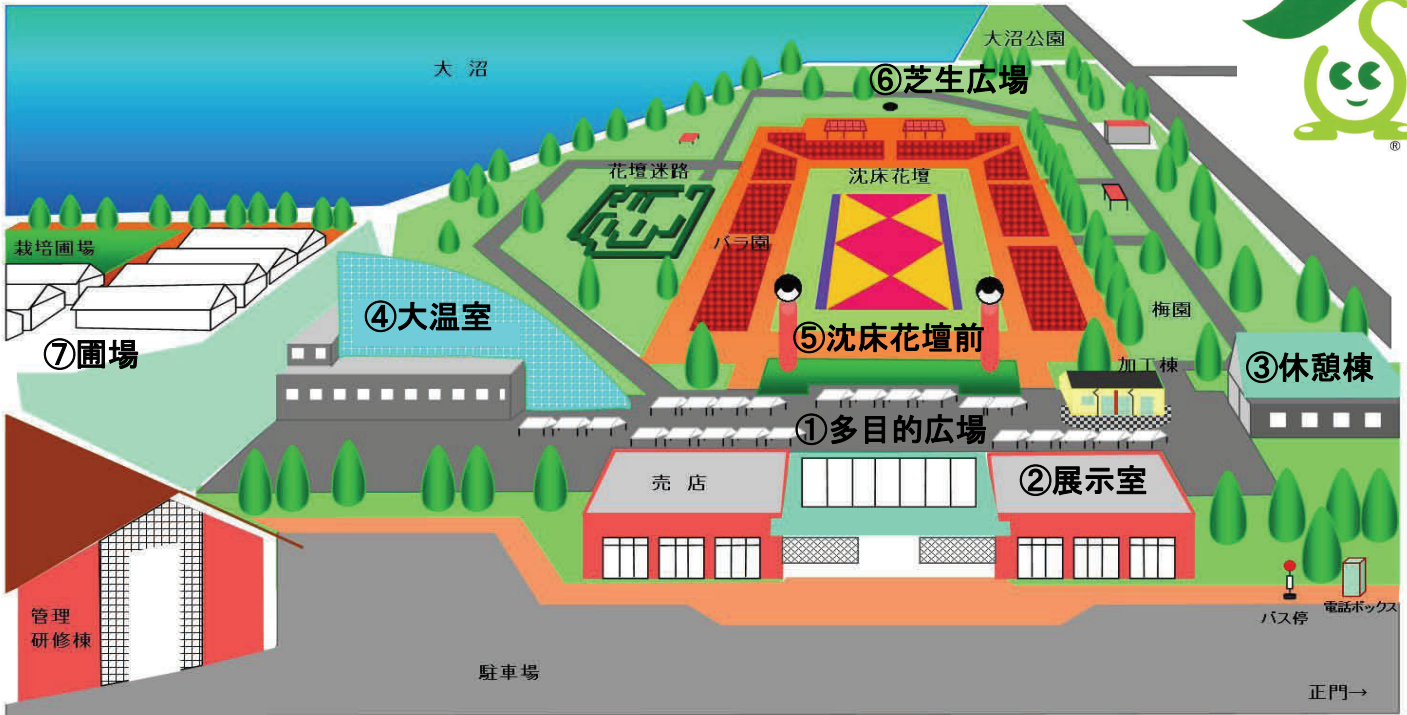 大沼公園
大 沼
⑥芝生広場
®
花壇迷路
沈床花壇
栽培圃場
バラ園
④大温室
梅園
⑤沈床花壇前
⑦圃場
加工棟
③休憩棟
①多目的広場
売 店
②展示室
管理
研修棟
バス停
電話ボックス
駐車場
正門→